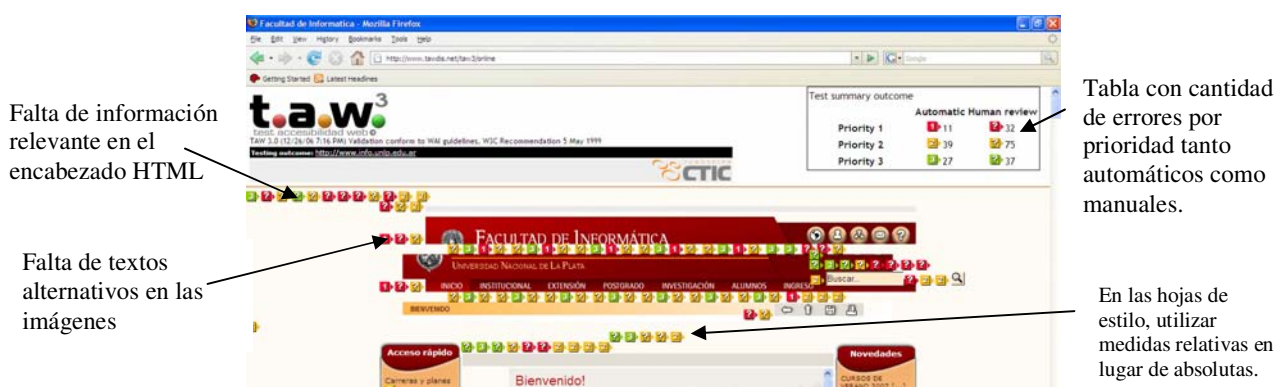 Facultad de Informatica - Mozilla Firefox
File Edit View History Bookmarks Tools Help
http://www.tawdis.net/taw3/online
Google
Getting Started Latest Headlines
t.a.w.3
test accesibilidad web
TAW 3.0 (12/26/06 7:16 PM) Validation conform to WAI guidelines, W3C Recommendation 5 May 1999
Testing outcome: http://www.info.unlp.edu.ar
CTIC
Test summary outcome
Automatic Human review
Priority 1 11 32
Priority 2 39 75
Priority 3 27 37
Falta de información
relevante en el
encabezado HTML
Tabla con cantidad
de errores por
prioridad tanto
automáticos como
manuales.
Falta de textos
alternativos en las
imágenes
FACULTAD DE INFORMÁTICA
UNIVERSIDAD NACIONAL DE LA PLATA
Buscar...
INICIO INSTITUCIONAL EXTENSIÓN POSTGRADO INVESTIGACIÓN ALUMNOS INGRESO
BIENVENIDO
En las hojas de
estilo, utilizar
medidas relativas en
lugar de absolutas.
Acceso rápido
Novedades
Carreras y planes
Bienvenido!
CURSOS DE